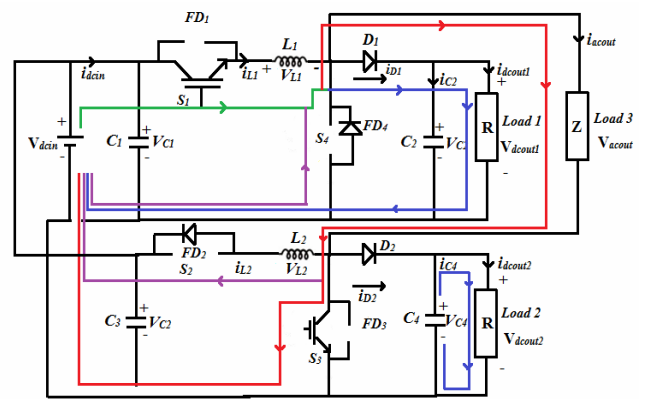 FD1
L1
D1
iacout
idcin
iL1
+ VL1 -
iD1
iC2
idcout1
S1
+
+
Vdcin
-
C1
VC1
-
S4
FD4
C2
+
VC2
-
R
Load 1
Vdcout1
-
Z
Load 3
Vacout
L2
D2
FD2
S2
iL2
VL2
iD2
iC4
idcout2
+
C3
+
VC2
-
S3
FD3
C4
+
VC4
-
R
Load 2
Vdcout2
-